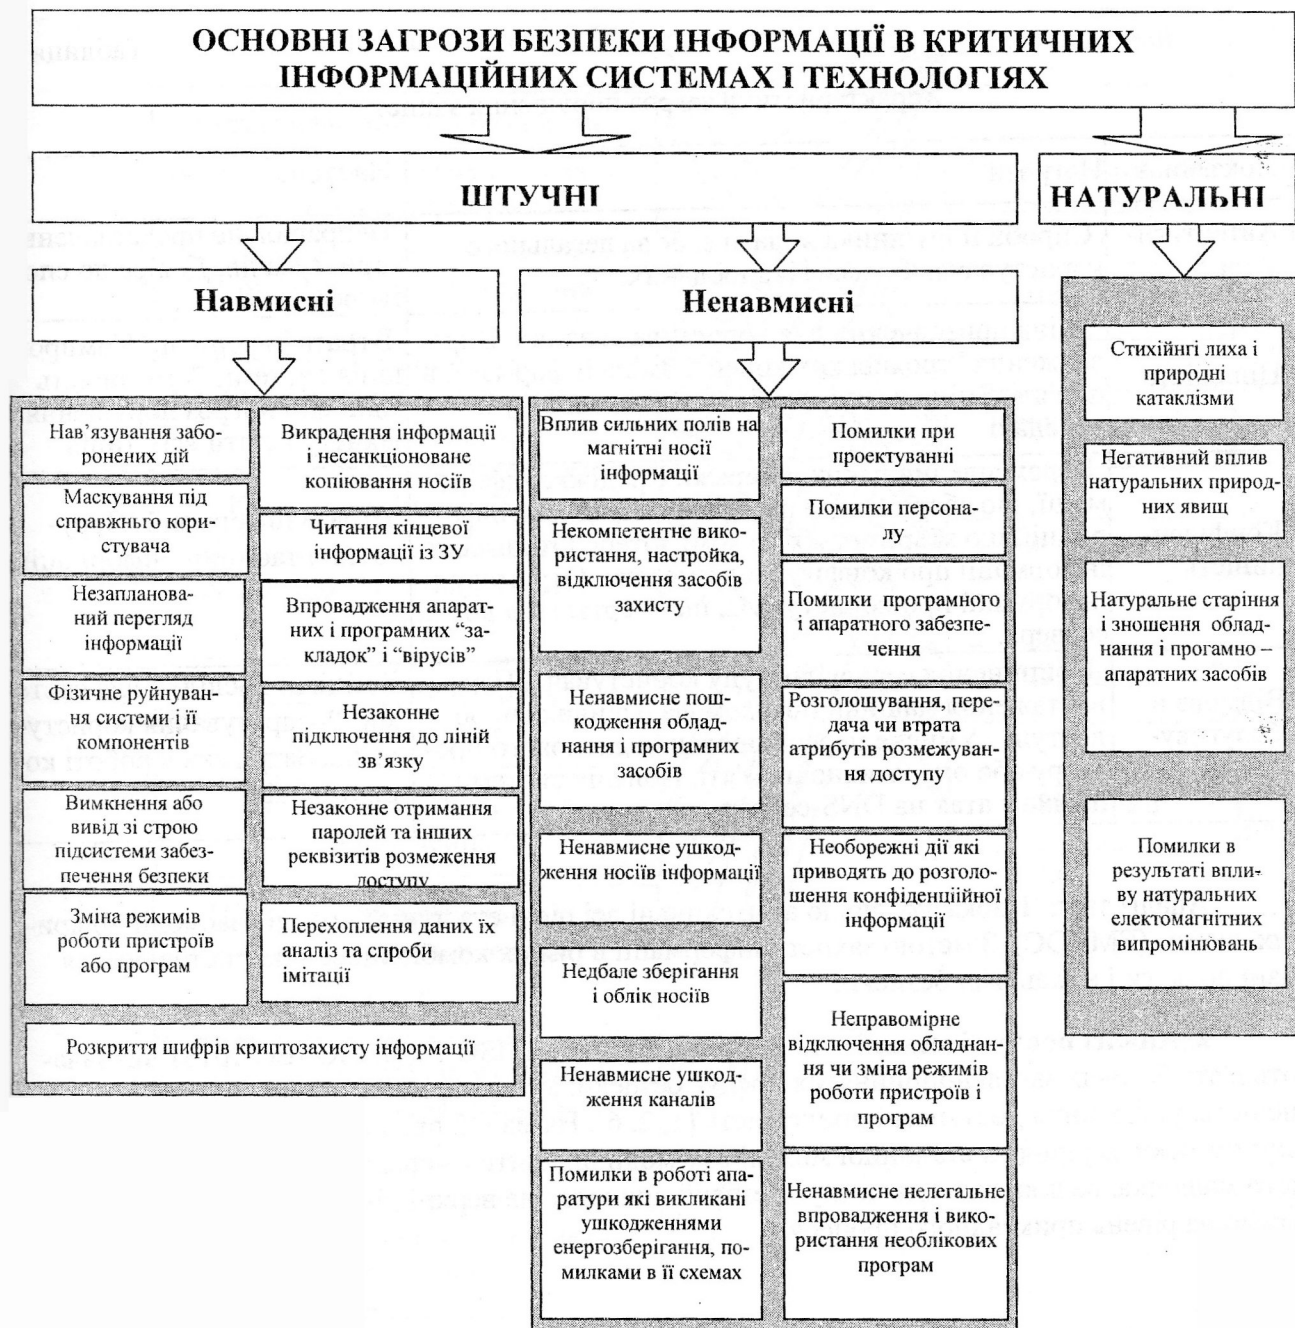 ОСНОВНІ ЗАГРОЗИ БЕЗПЕКИ ІНФОРМАЦІЇ В КРИТИЧНИХ
ІНФОРМАЦІЙНИХ СИСТЕМАХ І ТЕХНОЛОГІЯХ
ШТУЧНІ
НАТУРАЛЬНІ
Навмисні
Ненавмисні
Нав’язування забо-
ронених дій
Маскування під
справжнього кори-
стувача
Незапланова-
ний перегляд
інформації
Фізичне руйнуван-
ня системи і її
компонентів
Вимкнення або
вивід зі строю
підсистеми забез-
печення безпеки
Зміна режимів
роботи пристроїв
або програм
Викрадення інформації
і несанкціоноване
копіювання носіїв
Читання кінцевої
інформації із ЗУ
Впровадження апарат-
них і програмних “за-
кладок” і “вірусів”
Незаконне
підключення до ліній
зв’язку
Незаконне отримання
паролей та інших
реквізитів розмеження
доступу
Перехоплення даних їх
аналіз та спроби
імітації
Розкриття шифрів криптозахисту інформації
Вплив сильних полів на
магнітні носії
інформації
Некомпетентне вико-
ристання, настройка,
відключення засобів
захисту
Ненавмисне пош-
кодження облад-
нання і програмних
засобів
Ненавмисне ушкод-
ження носіїв інформації
Недбале зберігання
і облік носіїв
Ненавмисне ушкод-
ження каналів
Помилки в роботі апа-
ратури які викликані
ушкодженнями
енергозберігання, по-
милками в її схемах
Помилки при
проектуванні
Помилки персона-
лу
Помилки програмного
і апаратного забезпе-
чення
Розголошування, пере-
дача чи втрата
атрибутів розмежуван-
ня доступу
Необорежні дії які
приводять до розголо-
шення конфіденційної
інформації
Неправомірне
відключення обладнан-
ня чи зміна режимів
роботи пристроїв і
програм
Ненавмисне нелегальне
впровадження і вико-
ристання необлікових
програм
Стихійнгі лиха і
природні
катаклізми
Негативний вплив
натуральних природ-
них явищ
Натуральне старіння
і зношення облад-
нання і прогамно –
апаратних засобів
Помилки в
результаті впли-
ву натуральних
електмагнітних
випромінювань